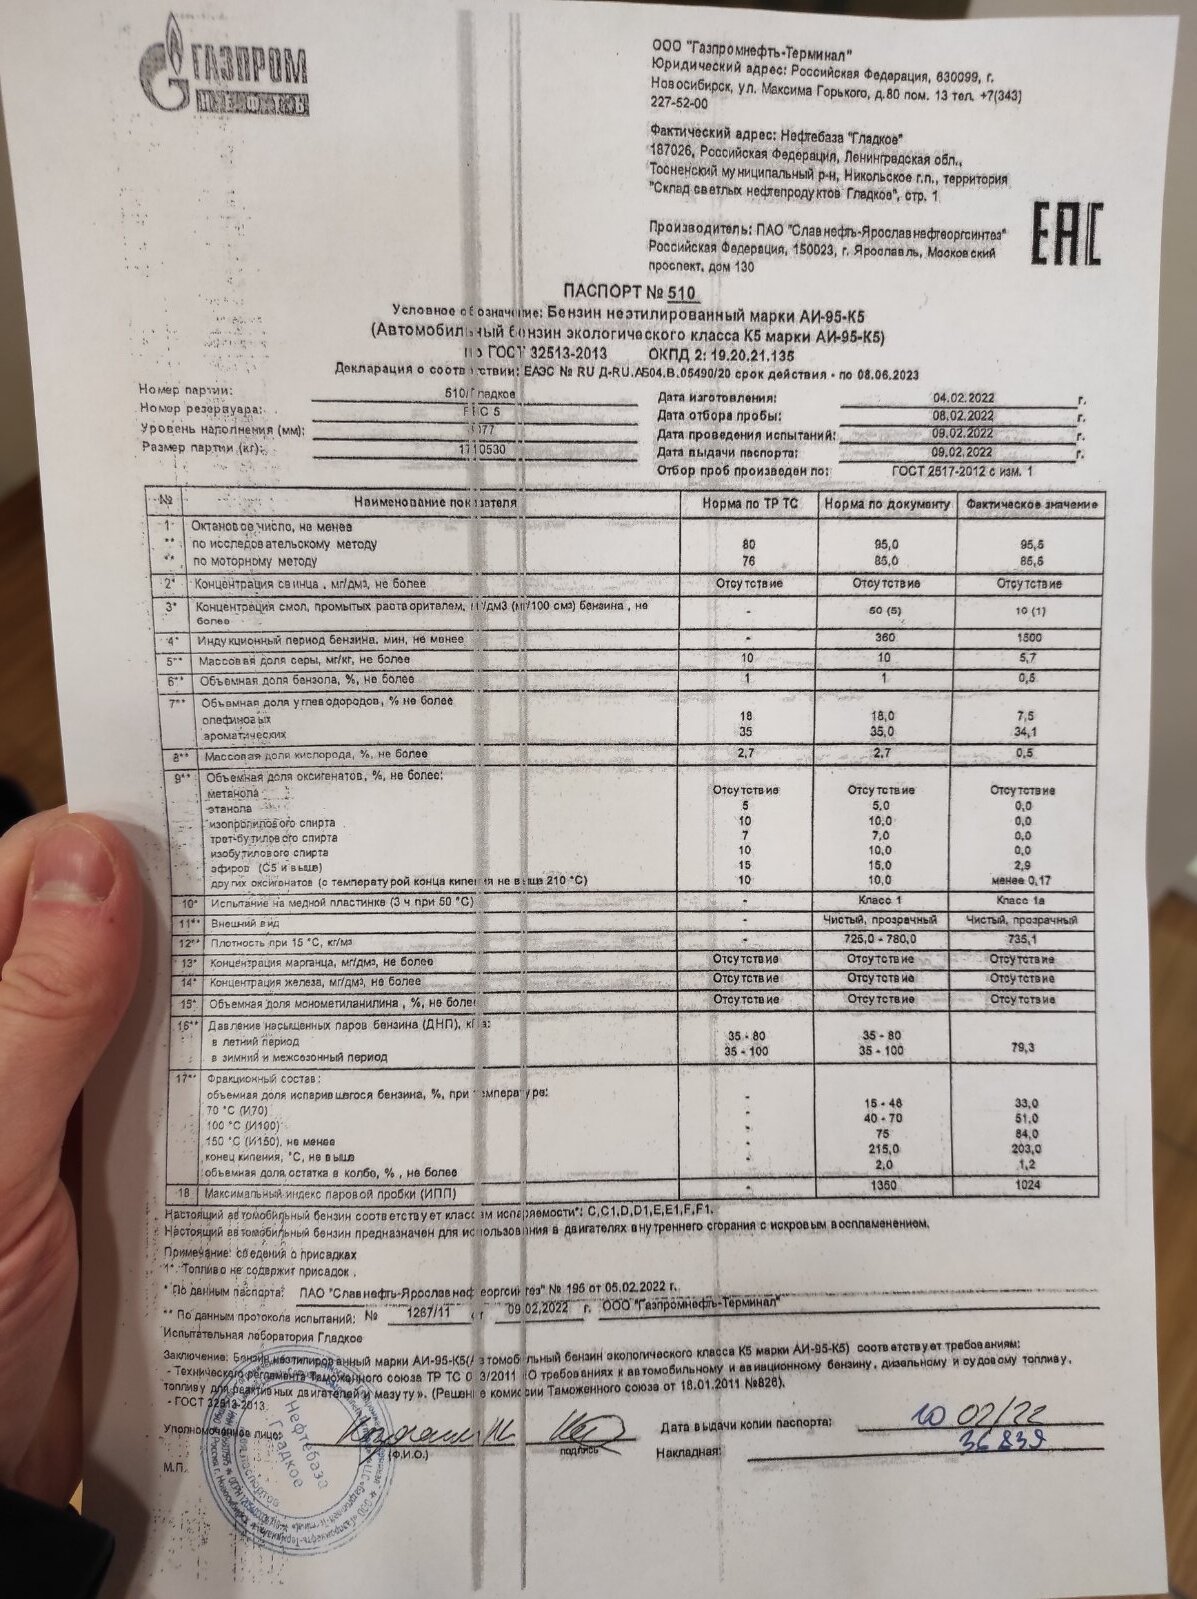 ГАЗПРОМ
НЕФТЬ
ООО "Газпромнефть-Терминал"
Юридический адрес: Российская Федерация, 630099, г.
Новосибирск, ул. Максима Горького, д.80 пом. 13 тел. +7(343)
227-52-00
Фактический адрес: Нефтебаза "Гладкое"
187026, Российская Федерация, Ленинградская обл.,
Тосненский муниципальный р-н, Никольское г.п., территория
"Склад светлых нефтепродуктов Гладкое", стр. 1
Производитель: ПАО "Славнефть-Ярославнефтеоргсинтез"
Российская Федерация, 150023, г. Ярославль, Московский
проспект, дом 130
ЕАС
ПАСПОРТ № 510
Условное обозначение: Бензин неэтилированный марки АИ-95-К5
(Автомобильный бензин экологического класса К5 марки АИ-95-К5)
по ГОСТ 32513-2013 ОКПД 2: 19.20.21.135
Декларация о соответствии: ЕАЭС № RU Д-RU.АБ04.В.05490/20 срок действия - по 08.06.2023
Номер партии: 510/Гладкое
Номер резервуара: 5
Уровень наполнения (мм):
Размер партии (кг): 1710530
Дата изготовления: 04.02.2022 г.
Дата отбора пробы: 08.02.2022 г.
Дата проведения испытаний: 09.02.2022 г.
Дата выдачи паспорта: 09.02.2022 г.
Отбор проб произведен по: ГОСТ 2517-2012 с изм. 1
№ Наименование показателя Норма по ТР ТС Норма по документу Фактическое значение
1 Октановое число, не менее
** по исследовательскому методу 80 95,0 95,5
** по моторному методу 76 85,0 85,5
2* Концентрация свинца , мг/дм3, не более Отсутствие Отсутствие Отсутствие
3* Концентрация смол, промытых растворителем, мг/дм3 (мг/100 см3) бензина , не
более - 50 (5) 10 (1)
4* Индукционный период бензина, мин, не менее - 360 1500
5** Массовая доля серы, мг/кг, не более 10 10 5,7
6** Объемная доля бензола, %, не более 1 1 0,5
7** Объемная доля углеводородов, % не более
олефиновых 18 18,0 7,5
ароматических 35 35,0 34,1
8** Массовая доля кислорода, %, не более 2,7 2,7 0,5
9** Объемная доля оксигенатов, %, не более:
метанола Отсутствие Отсутствие Отсутствие
этанола 5 5,0 0,0
изопропилового спирта 10 10,0 0,0
трет-бутилового спирта 7 7,0 0,0
изобутилового спирта 10 10,0 0,0
эфиров (С5 и выше) 15 15,0 2,9
других оксигенатов (с температурой конца кипения не выше 210 °С) 10 10,0 менее 0,17
10* Испытание на медной пластинке (3 ч при 50 °С) - Класс 1 Класс 1а
11** Внешний вид - Чистый, прозрачный Чистый, прозрачный
12** Плотность при 15 °С, кг/м3 - 725,0 - 780,0 735,1
13* Концентрация марганца, мг/дм3, не более Отсутствие Отсутствие Отсутствие
14* Концентрация железа, мг/дм3, не более Отсутствие Отсутствие Отсутствие
15* Объемная доля монометиланилина , %, не более Отсутствие Отсутствие Отсутствие
16** Давление насыщенных паров бензина (ДНП), кПа:
в летний период 35 - 80 35 - 80
в зимний и межсезонный период 35 - 100 35 - 100 79,3
17** Фракционный состав:
объемная доля испарившегося бензина, %, при температуре:
70 °С (И70) - 15 - 48 33,0
100 °С (И100) - 40 - 70 51,0
150 °С (И150), не менее - 75 84,0
конец кипения, °С, не выше - 215,0 203,0
объемная доля остатка в колбе, % , не более - 2,0 1,2
18 Максимальный индекс паровой пробки (ИПП) - 1350 1024
Настоящий автомобильный бензин соответствует классам испаряемости*: C,C1,D,D1,E,E1,F,F1.
Настоящий автомобильный бензин предназначен для использования в двигателях внутреннего сгорания с искровым воспламенением.
Примечание: сведения о присадках
1*. Топливо не содержит присадок .
* По данным паспорта: ПАО "Славнефть-Ярославнефтеоргсинтез" № 195 от 05.02.2022 г.
** По данным протокола испытаний: № 1267/11 от 09.02.2022 г. ООО "Газпромнефть-Терминал"
Испытательная лаборатория Гладкое
Заключение: Бензин неэтилированный марки АИ-95-К5(Автомобильный бензин экологического класса К5 марки АИ-95-К5) соответствует требованиям:
- Технического регламента Таможенного союза ТР ТС 013/2011 «О требованиях к автомобильному и авиационному бензину, дизельному и судовому топливу,
топливу для реактивных двигателей и мазуту». (Решение комиссии Таможенного союза от 18.01.2011 №826).
- ГОСТ 32513-2013.
Уполномоченное лицо:
(Ф.И.О.) подпись
М.П.
Дата выдачи копии паспорта: 10 02/22
Накладная: 36839
Нефтебаза
Гладкое